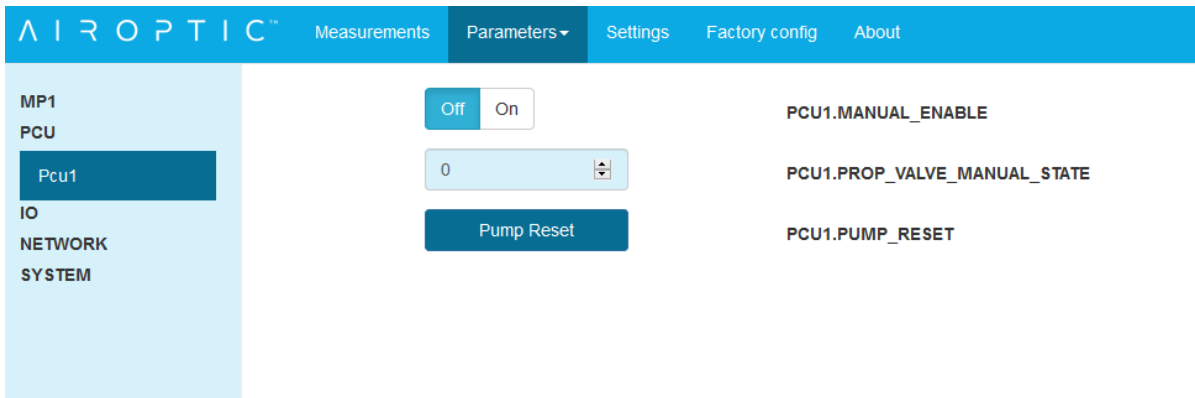 AIROPTIC™ Measurements Parameters Settings Factory config About
MP1
PCU
Pcu1
IO
NETWORK
SYSTEM
Off On PCU1.MANUAL_ENABLE
0 PCU1.PROP_VALVE_MANUAL_STATE
Pump Reset PCU1.PUMP_RESET